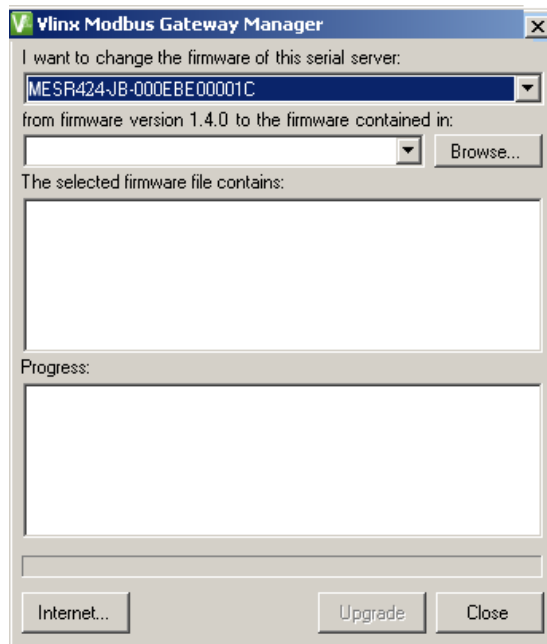 Vlinx Modbus Gateway Manager
I want to change the firmware of this serial server:
MESR424-JB-000EBE00001C
from firmware version 1.4.0 to the firmware contained in:
Browse...
The selected firmware file contains:
Progress:
Internet...
Upgrade
Close